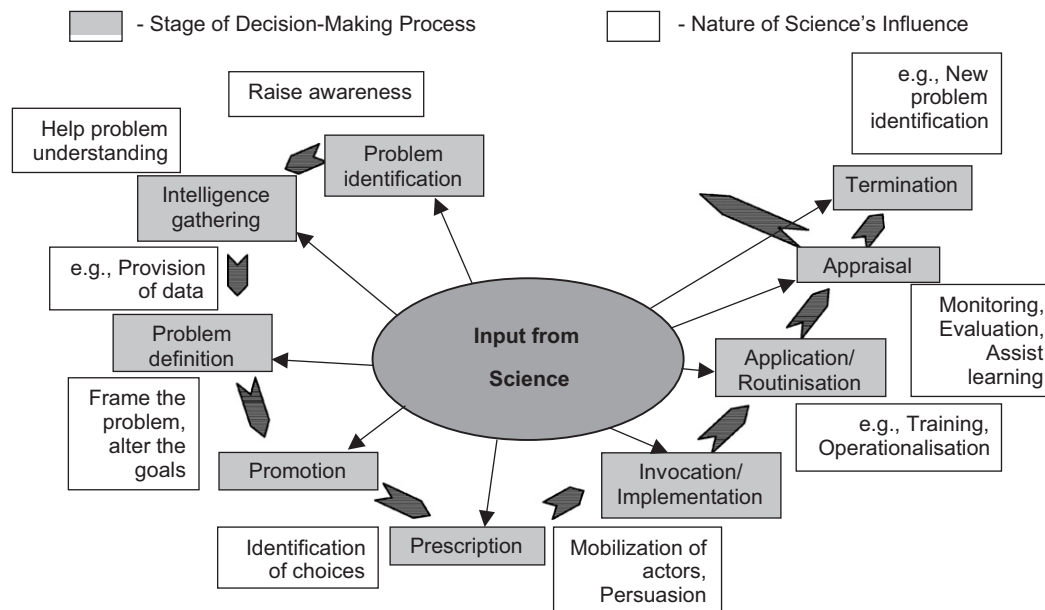 - Stage of Decision-Making Process
- Nature of Science's Influence
Raise awareness
e.g., New
problem
identification
Help problem
understanding
Problem
identification
Intelligence
gathering
Termination
e.g., Provision
of data
Appraisal
Problem
definition
Input from
Science
Application/
Routinisation
Monitoring,
Evaluation,
Assist
learning
Frame the
problem,
alter the
goals
Promotion
Invocation/
Implementation
e.g., Training,
Operationalisation
Identification
of choices
Prescription
Mobilization of
actors,
Persuasion